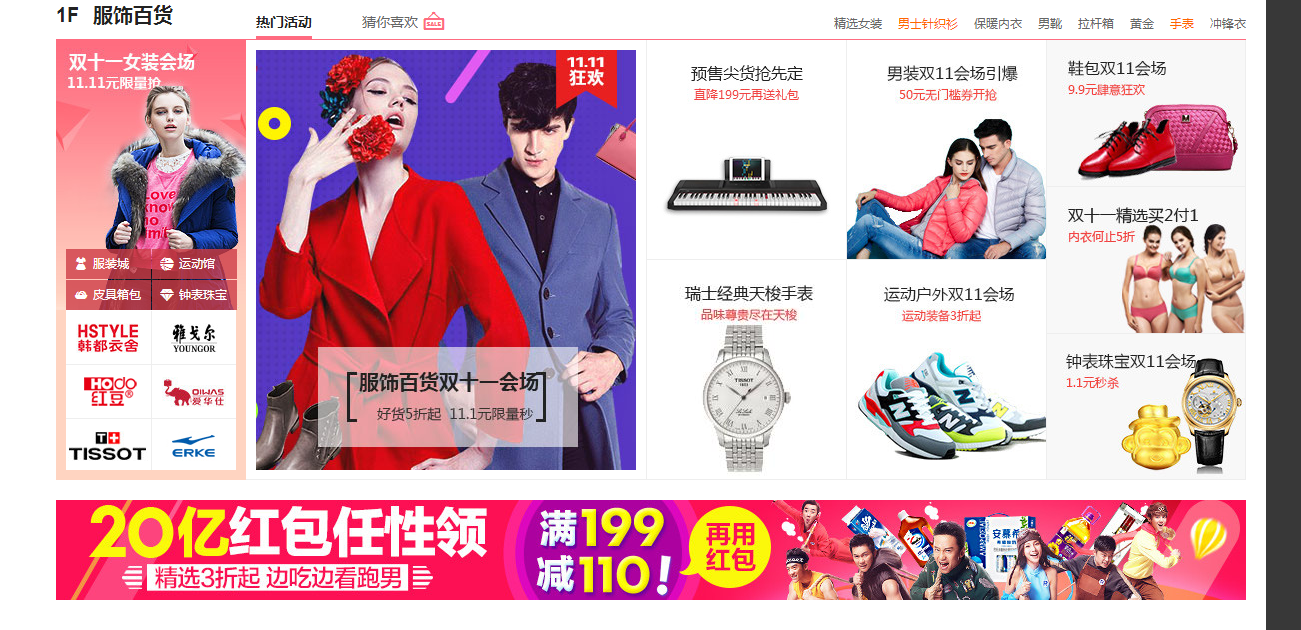 1F 服饰百货
热门活动
猜你喜欢
SALE
精选女装 男士针织衫 保暖内衣 男靴 拉杆箱 黄金 手表 冲锋衣
双十一女装会场
11.11元限量抢
Love
know
no
limit
服装城
运动馆
皮具箱包
钟表珠宝
HSTYLE
韩都衣舍
雅戈尔
YOUNGOR
HOdo
红豆
OIWAS
爱华仕
T+
TISSOT
ERKE
11.11
狂欢
服饰百货双十一会场
好货5折起 11.1元限量秒
预售尖货抢先定
直降199元再送礼包
男装双11会场引爆
50元无门槛券开抢
鞋包双11会场
9.9元肆意狂欢
双十一精选买2付1
内衣何止5折
瑞士经典天梭手表
品味尊贵尽在天梭
TISSOT
运动户外双11会场
运动装备3折起
钟表珠宝双11会场
1.1元秒杀
20亿红包任性领
精选3折起 边吃边看跑男
满199
减110!
再用
红包
安慕希